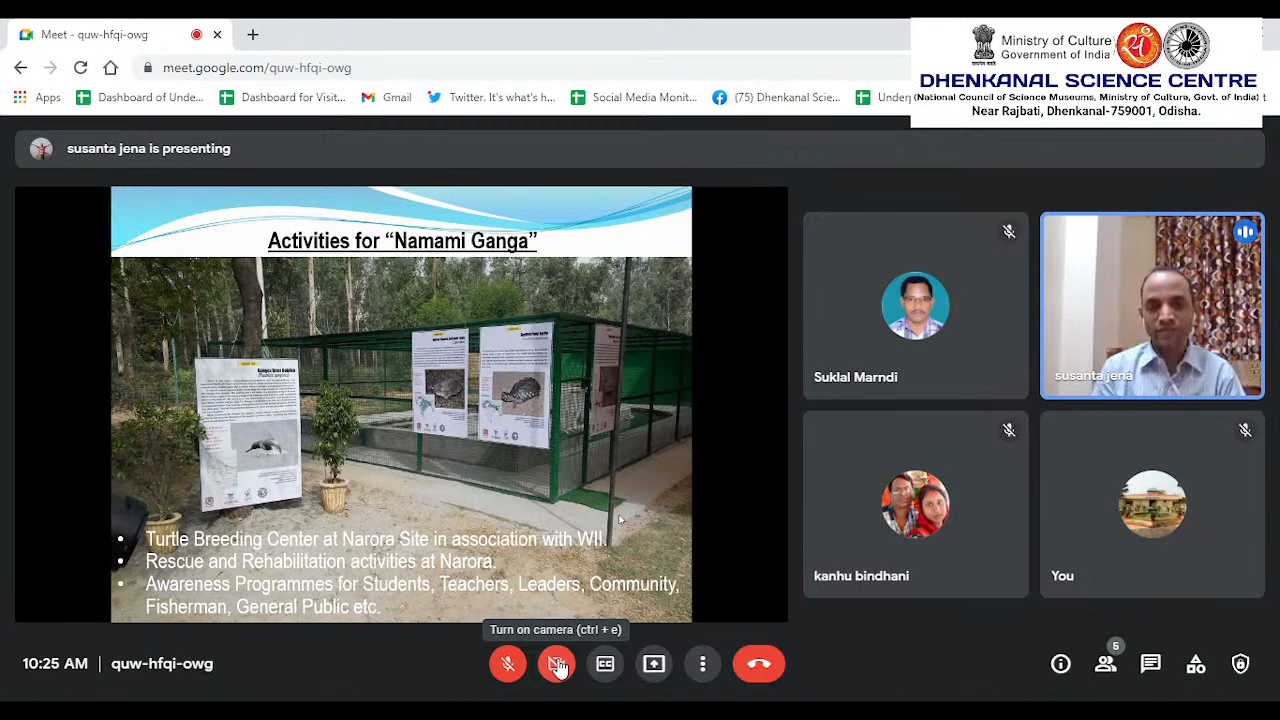 Meet - quw-hfqi-owg
meet.google.com/quw-hfqi-owg
Apps
Dashboard of Unde...
Dashboard for Visit...
Gmail
Twitter. It's what's h...
Social Media Monit...
(75) Dhenkanal Scie...
Ministry of Culture
Government of India
DHENKANAL SCIENCE CENTRE
(National Council of Science Museums, Ministry of Culture, Govt. of India)
Near Rajbati, Dhenkanal-759001, Odisha.
susanta jena is presenting
Activities for “Namami Ganga”
Ganges River Dolphin
• Turtle Breeding Center at Narora Site in association with WII.
• Rescue and Rehabilitation activities at Narora.
• Awareness Programmes for Students, Teachers, Leaders, Community,
Fisherman, General Public etc.
Suklal Marndi
susanta jena
kanhu bindhani
You
Turn on camera (ctrl + e)
10:25 AM | quw-hfqi-owg
CC
5